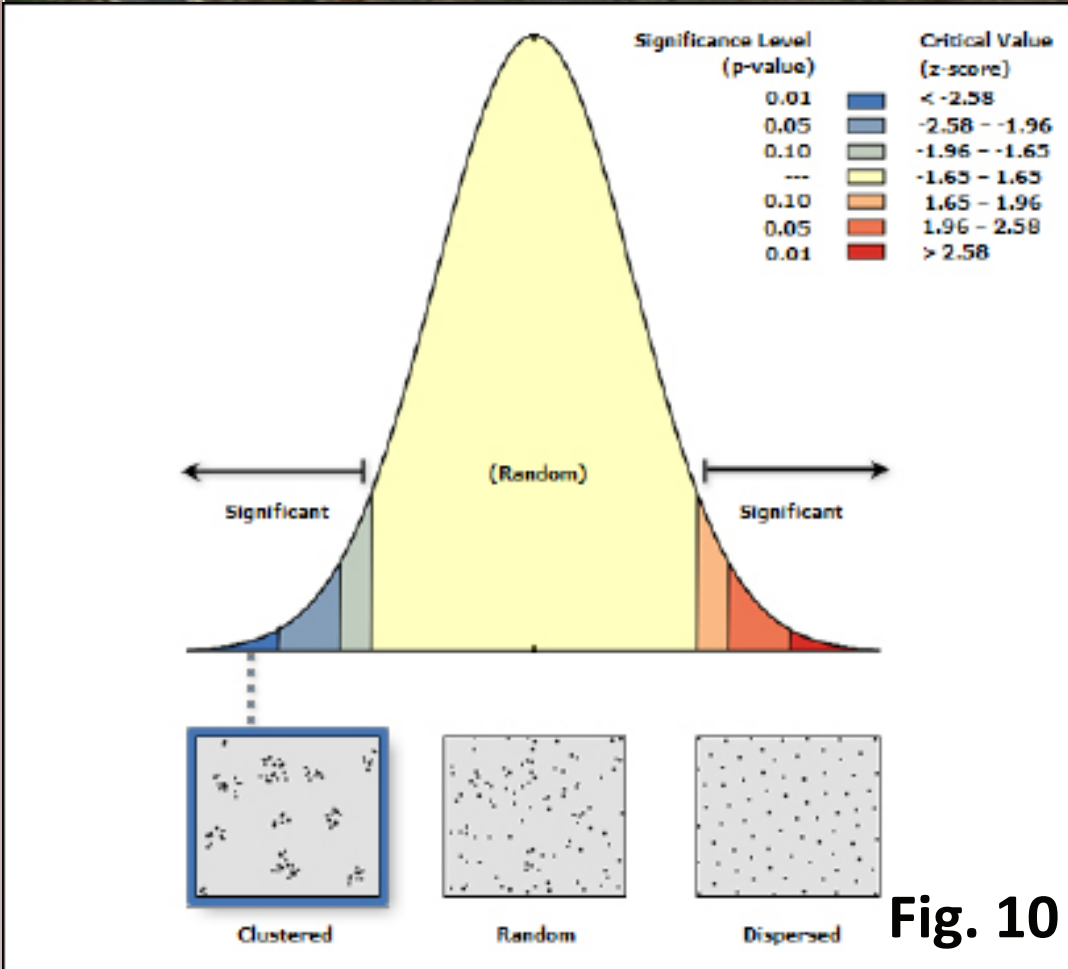 Significance Level (p-value) Critical Value (z-score)
0.01 < -2.58
0.05 -2.58 – -1.96
0.10 -1.96 – -1.65
--- -1.65 – 1.65
0.10 1.65 – 1.96
0.05 1.96 – 2.58
0.01 > 2.58
(Random)
Significant Significant
Clustered Random Dispersed
Fig. 10